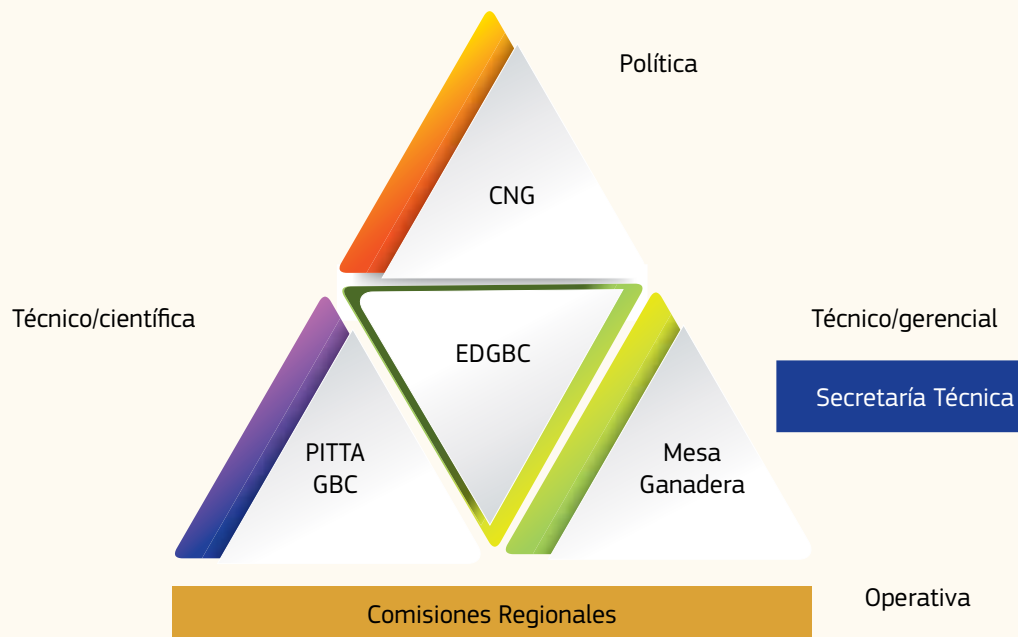 Política
CNG
Técnico/científica
Técnico/gerencial
EDGBC
Secretaría Técnica
PITTA
GBC
Mesa
Ganadera
Operativa
Comisiones Regionales